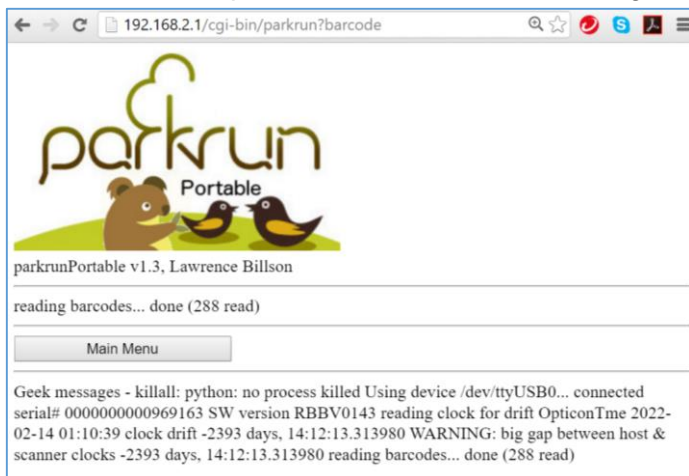 192.168.2.1/cgi-bin/parkrun?barcode
parkrun
Portable
parkrunPortable v1.3, Lawrence Billson
reading barcodes... done (288 read)
Main Menu
Geek messages - killall: python: no process killed Using device /dev/ttyUSB0... connected
serial# 0000000000969163 SW version RBBV0143 reading clock for drift OpticonTme 2022-
02-14 01:10:39 clock drift -2393 days, 14:12:13.313980 WARNING: big gap between host &
scanner clocks -2393 days, 14:12:13.313980 reading barcodes... done (288 read)